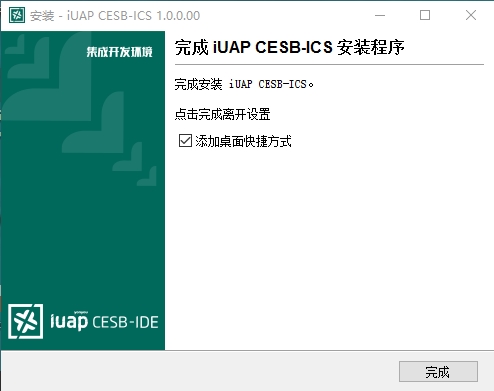 安装 - iUAP CESB-ICS 1.0.0.00
集成开发环境
完成 iUAP CESB-ICS 安装程序
完成安装 iUAP CESB-ICS。
点击完成离开设置
添加桌面快捷方式
iuap CESB-IDE
完成